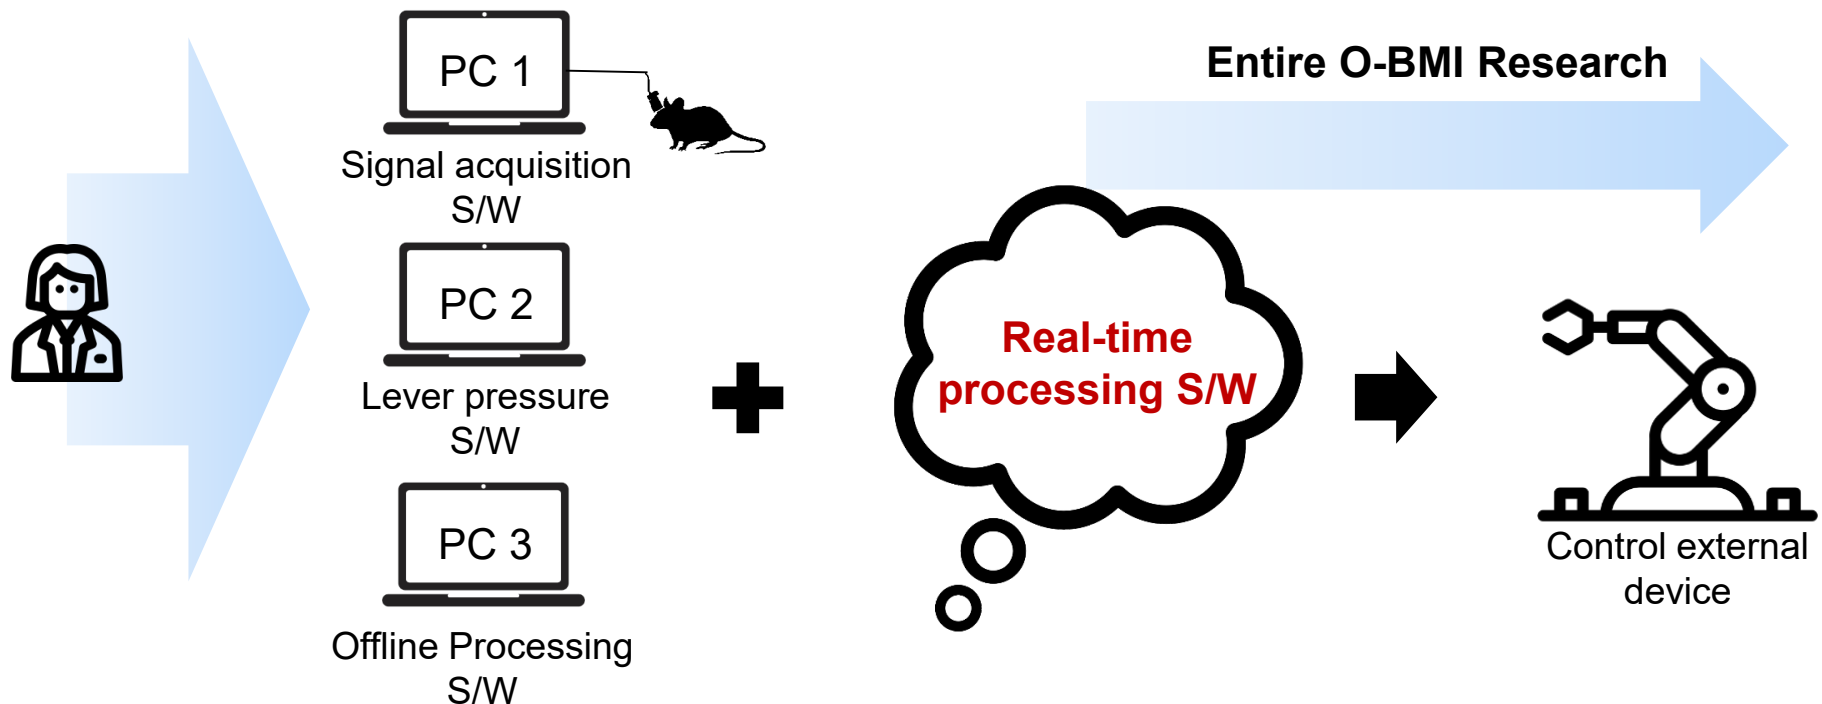 PC 1
Signal acquisition
S/W
PC 2
Lever pressure
S/W
PC 3
Offline Processing
S/W
Entire O-BMI Research
Real-time
processing S/W
Control external
device